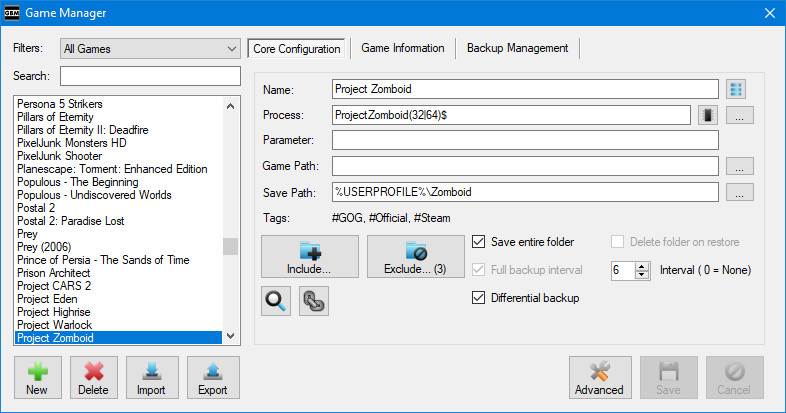 GBM Game Manager
Filters: All Games
Search:
Persona 5 Strikers
Pillars of Eternity
Pillars of Eternity II: Deadfire
PixelJunk Monsters HD
PixelJunk Shooter
Planescape: Torment: Enhanced Edition
Populous - The Beginning
Populous - Undiscovered Worlds
Postal 2
Postal 2: Paradise Lost
Prey
Prey (2006)
Prince of Persia - The Sands of Time
Prison Architect
Project CARS 2
Project Eden
Project Highrise
Project Warlock
Project Zomboid
Core Configuration Game Information Backup Management
Name: Project Zomboid
Process: ProjectZomboid(32|64)$ ...
Parameter:
Game Path: ...
Save Path: %USERPROFILE%\Zomboid ...
Tags: #GOG, #Official, #Steam
Include... Exclude... (3)
Save entire folder Delete folder on restore
Full backup interval 6 Interval ( 0 = None)
Differential backup
New Delete Import Export Advanced Save Cancel